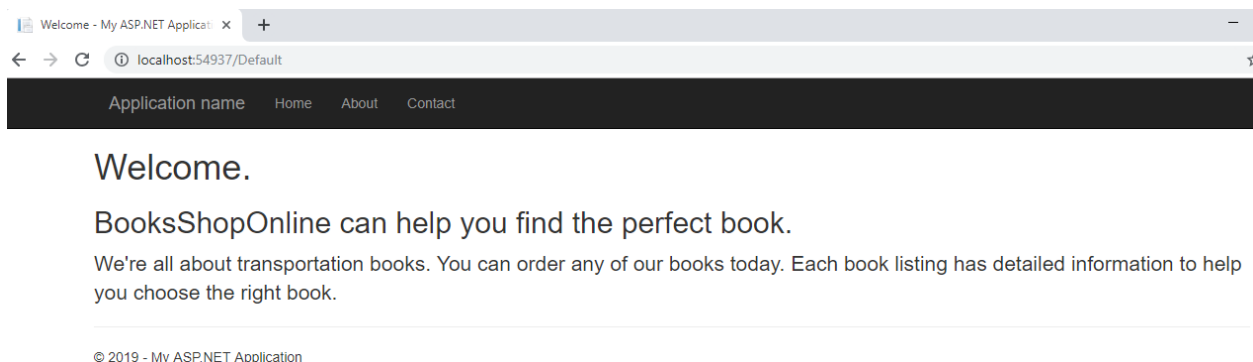 Welcome - My ASP.NET Applicati
localhost:54937/Default
Application name Home About Contact
Welcome.
BooksShopOnline can help you find the perfect book.
We're all about transportation books. You can order any of our books today. Each book listing has detailed information to help
you choose the right book.
© 2019 - My ASP.NET Application